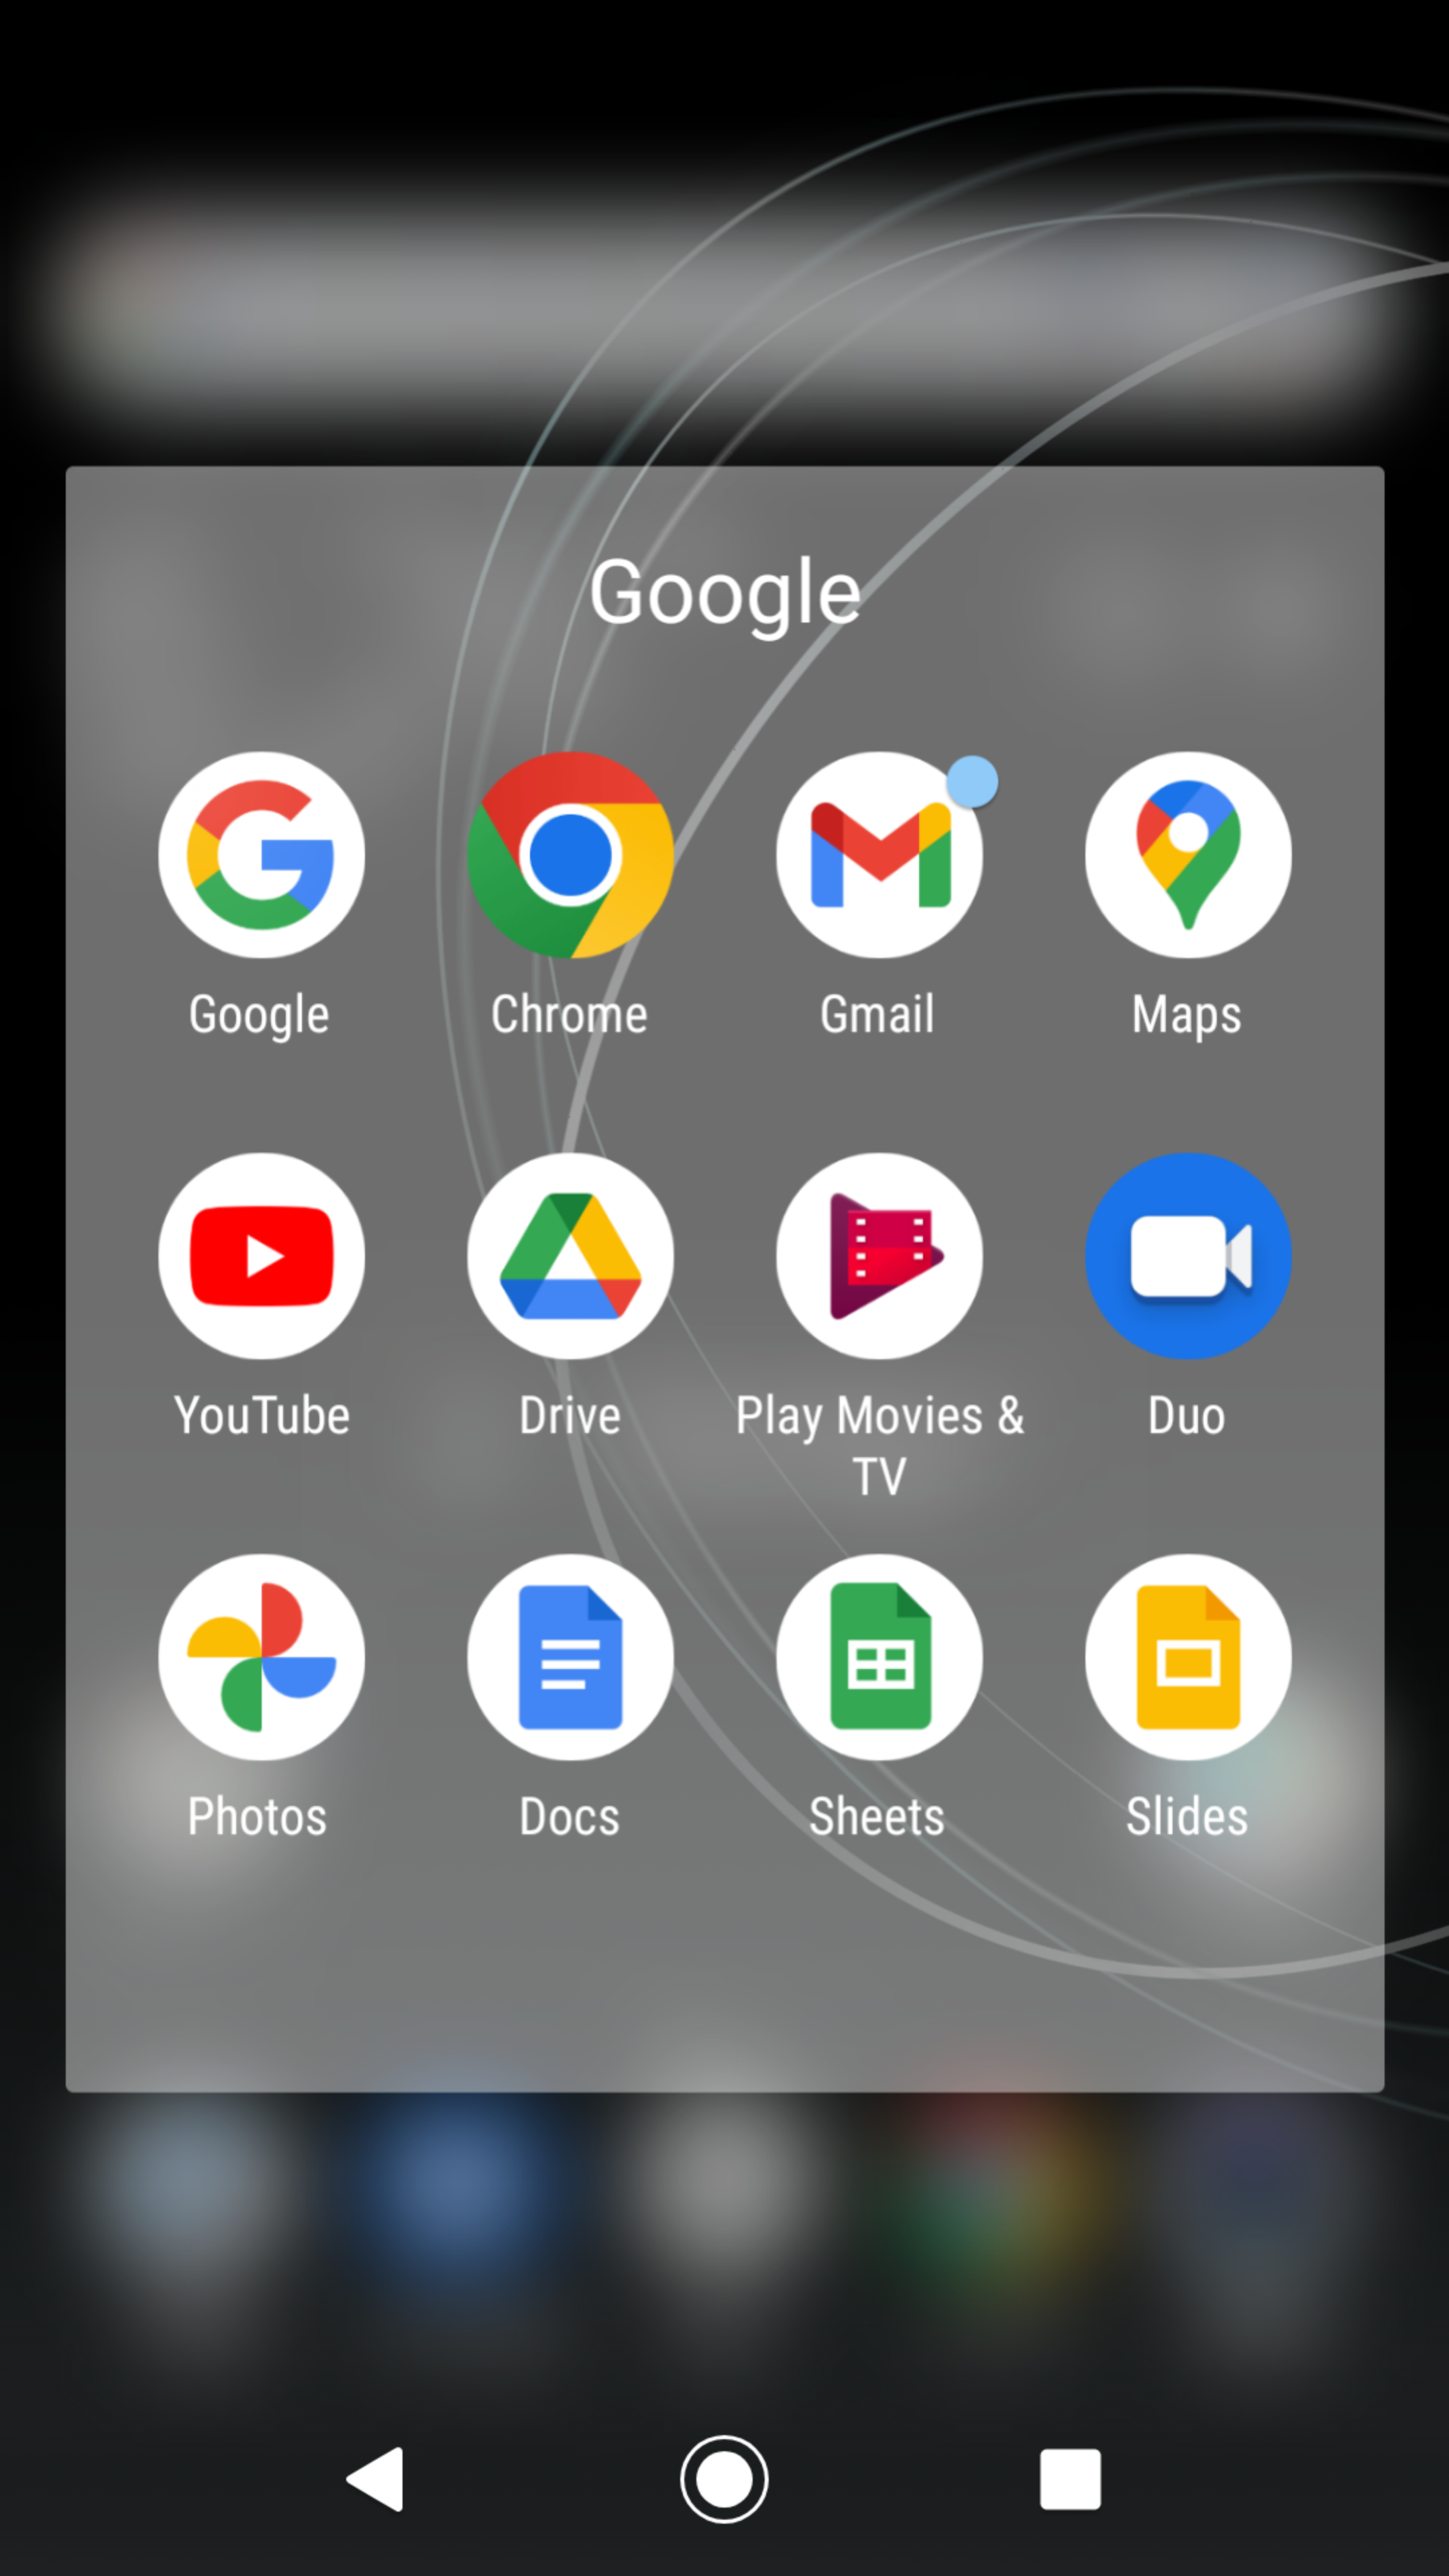 Google
Google
Chrome
Gmail
Maps
YouTube
Drive
Play Movies &
TV
Duo
Photos
Docs
Sheets
Slides